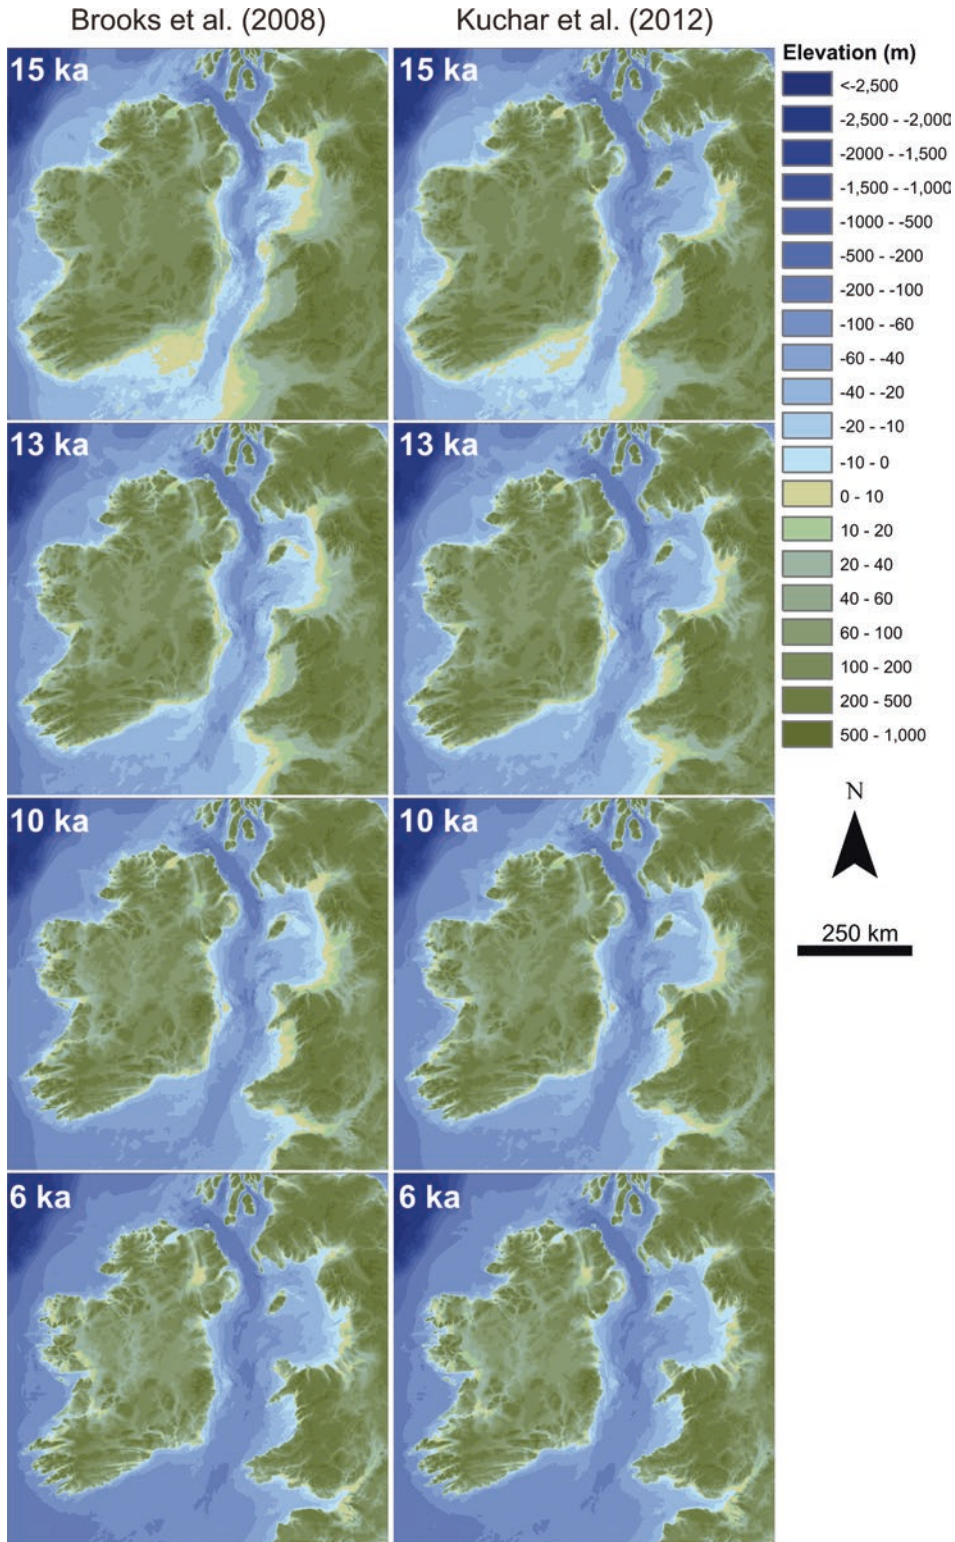 Brooks et al. (2008)
Kuchar et al. (2012)
15 ka
15 ka
13 ka
13 ka
10 ka
10 ka
6 ka
6 ka
Elevation (m)
<-2,500
-2,500 - -2,000
-2000 - -1,500
-1,500 - -1,000
-1000 - -500
-500 - -200
-200 - -100
-100 - -60
-60 - -40
-40 - -20
-20 - -10
-10 - 0
0 - 10
10 - 20
20 - 40
40 - 60
60 - 100
100 - 200
200 - 500
500 - 1,000
N
250 km